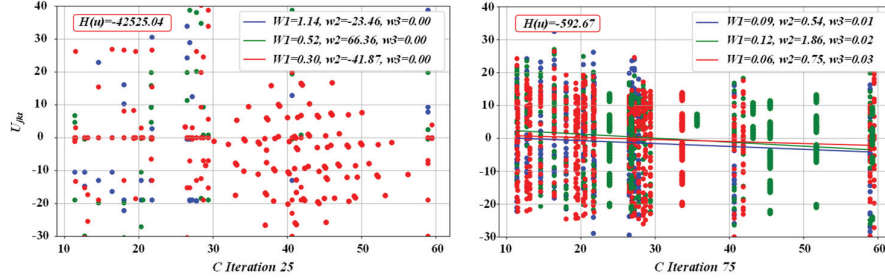 H(u)=-42525.04
W1=1.14, w2=-23.46, w3=0.00
W1=0.52, w2=66.36, w3=0.00
W1=0.30, w2=-41.87, w3=0.00
40
30
20
10
0
-10
-20
-30
U_jkt
10 20 30 40 50 60
C Iteration 25
H(u)=-592.67
W1=0.09, w2=0.54, w3=0.01
W1=0.12, w2=1.86, w3=0.02
W1=0.06, w2=0.75, w3=0.03
40
30
20
10
0
-10
-20
-30
10 20 30 40 50 60
C Iteration 75